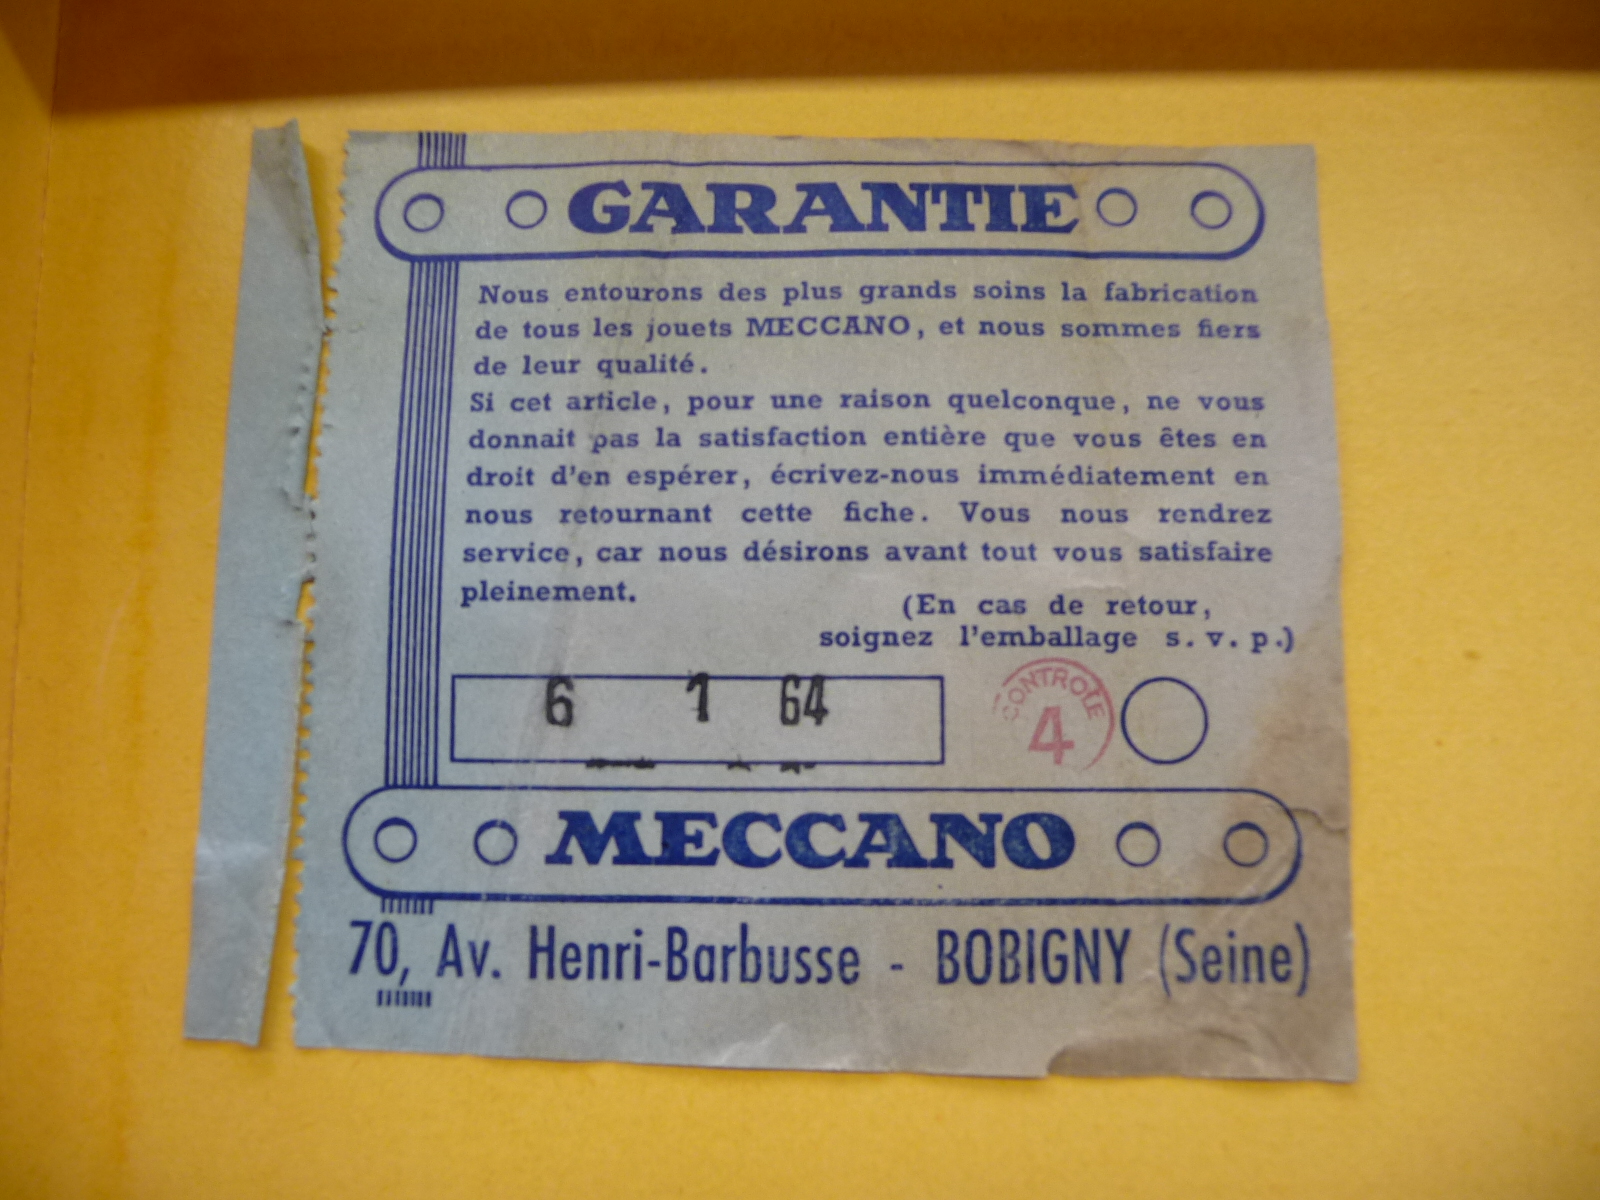 GARANTIE
Nous entourons des plus grands soins la fabrication
de tous les jouets MECCANO, et nous sommes fiers
de leur qualité.
Si cet article, pour une raison quelconque, ne vous
donnait pas la satisfaction entière que vous êtes en
droit d'en espérer, écrivez-nous immédiatement en
nous retournant cette fiche. Vous nous rendrez
service, car nous désirons avant tout vous satisfaire
pleinement.
(En cas de retour,
soignez l'emballage s.v.p.)
6 1 64
CONTROLE
4
MECCANO
70, Av. Henri-Barbusse - BOBIGNY (Seine)